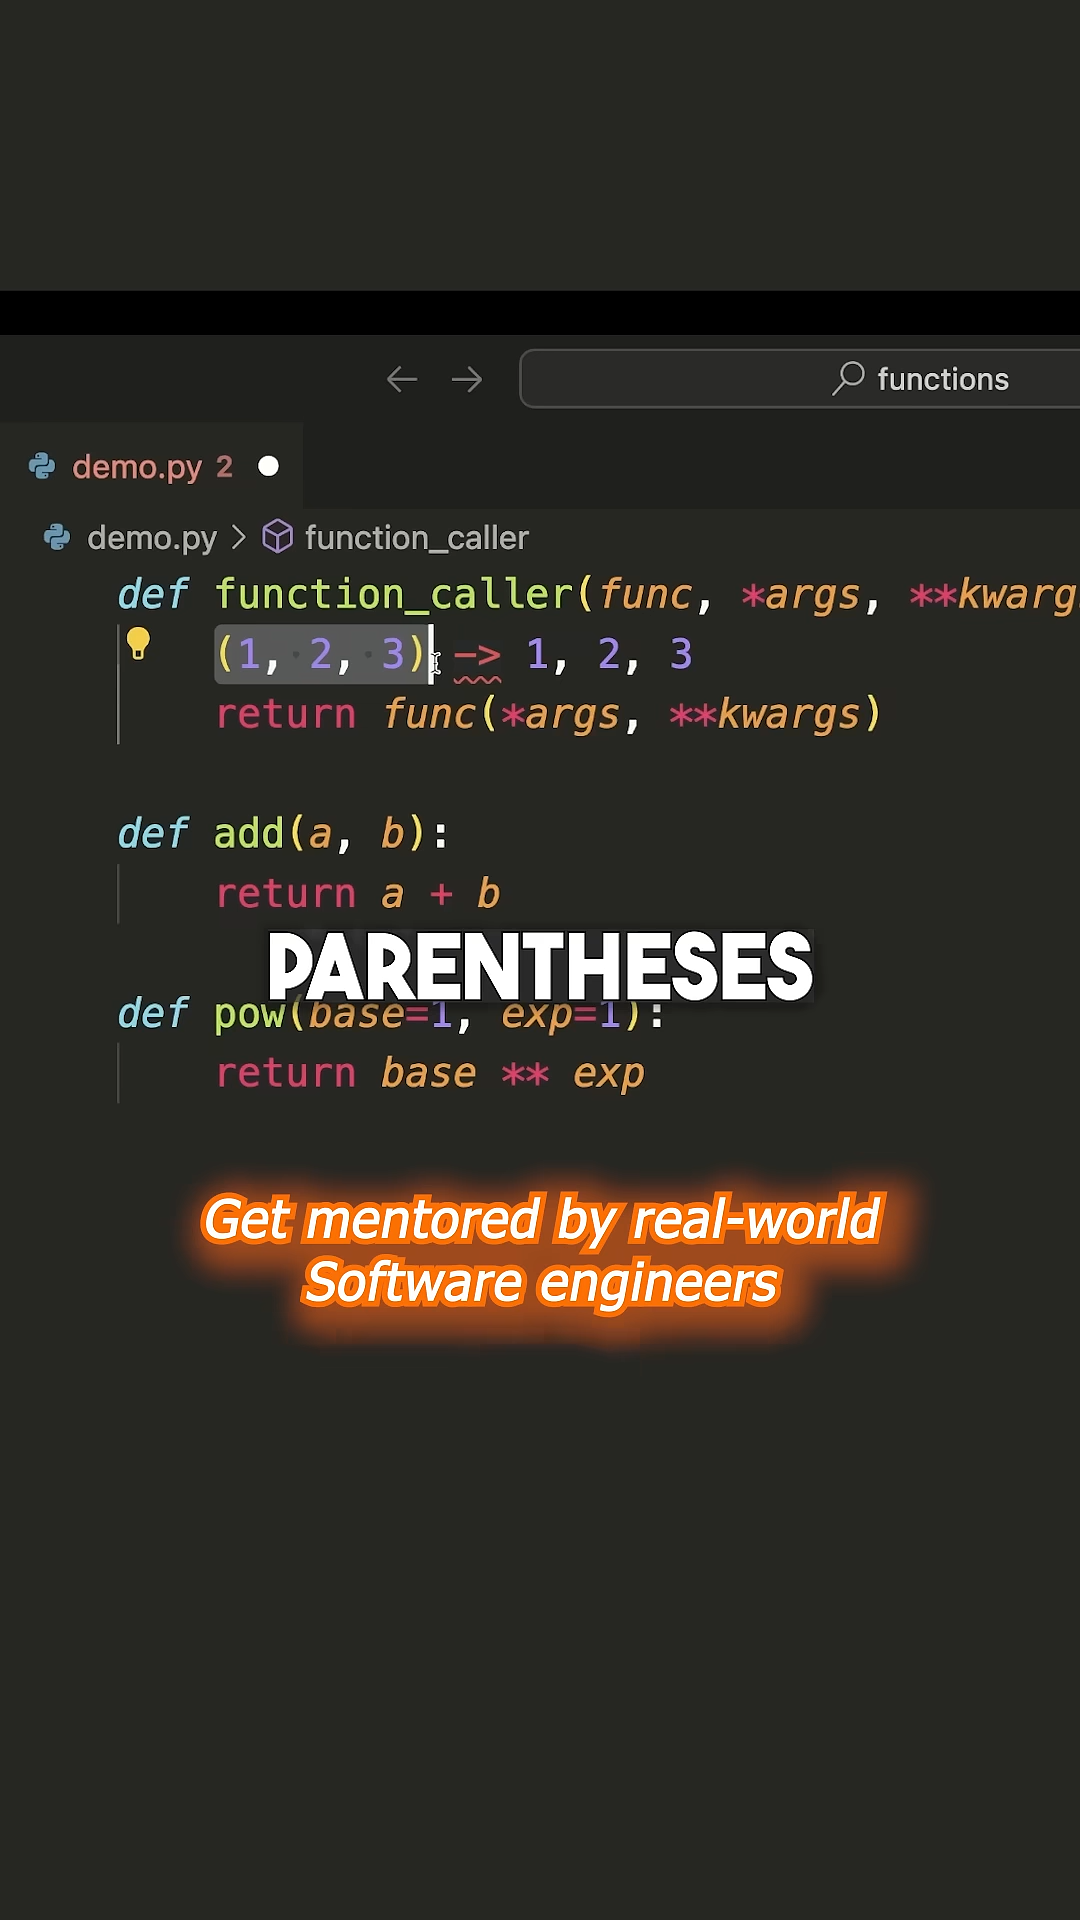 functions
demo.py 2
demo.py > function_caller
def function_caller(func, *args, **kwarg
(1, 2, 3) -> 1, 2, 3
return func(*args, **kwargs)
def add(a, b):
return a + b
PARENTHESES
def pow(base=1, exp=1):
return base ** exp
Get mentored by real-world
Software engineers